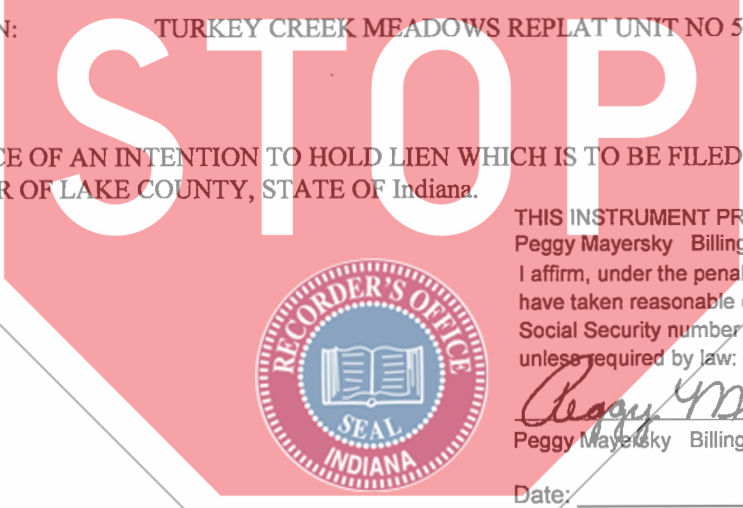 N: TURKEY CREEK MEADOWS REPLAT UNIT NO 5
STOP
CE OF AN INTENTION TO HOLD LIEN WHICH IS TO BE FILED
R OF LAKE COUNTY, STATE OF Indiana.
THIS INSTRUMENT PR
Peggy Mayersky Billing
I affirm, under the penal
have taken reasonable
Social Security number
unless required by law:
Peggy M
Peggy Mayersky Billing
Date:
RECORDER'S OFFICE
SEAL
INDIANA